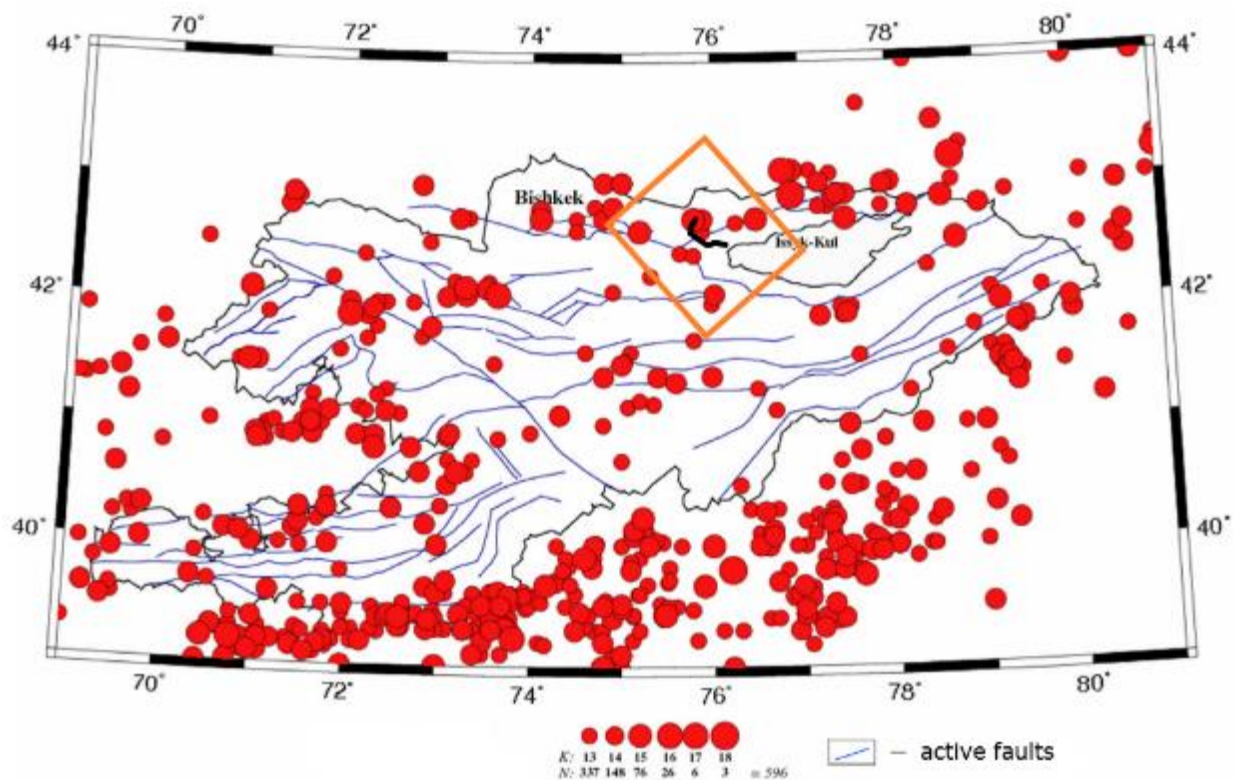 70° 72° 74° 76° 78° 80°
44° 44°
Bishkek
Issyk-Kul
42° 42°
40° 40°
70° 72° 74° 76° 78° 80°
K: 13 14 15 16 17 18
N: 337 148 76 26 6 3 = 596
— active faults